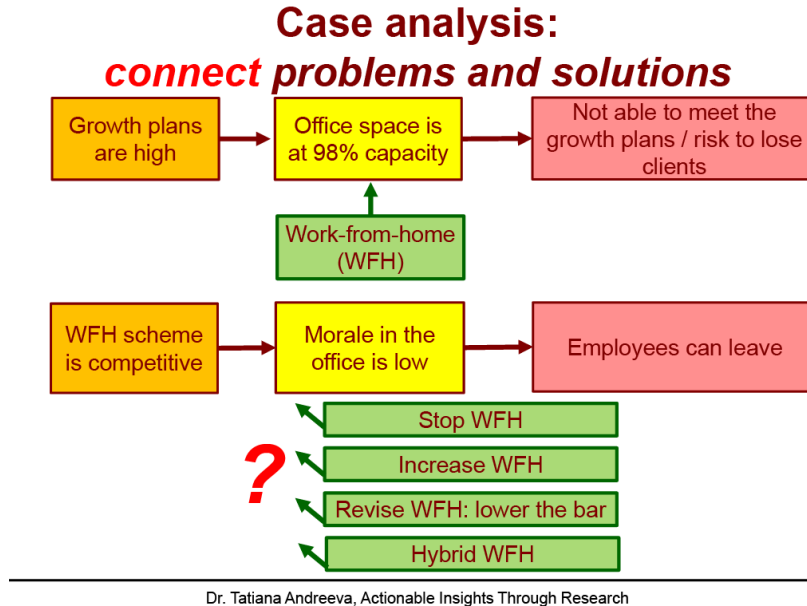 Case analysis:
connect problems and solutions
Growth plans
are high
Office space is
at 98% capacity
Not able to meet the
growth plans / risk to lose
clients
Work-from-home
(WFH)
WFH scheme
is competitive
Morale in the
office is low
Employees can leave
Stop WFH
?
Increase WFH
Revise WFH: lower the bar
Hybrid WFH
Dr. Tatiana Andreeva, Actionable Insights Through Research